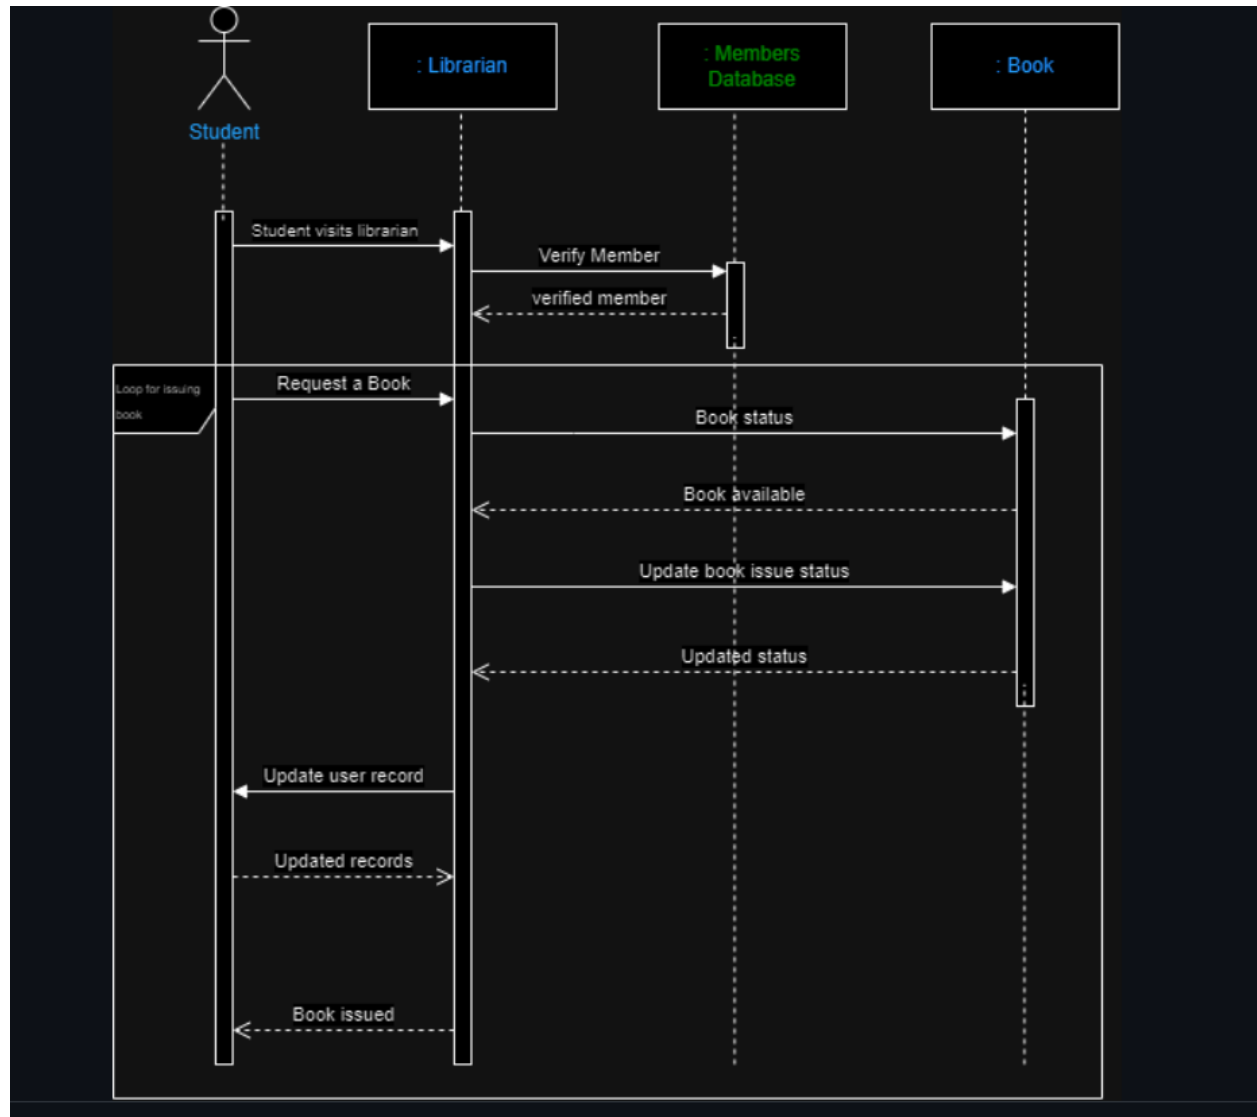 : Librarian
: Members
Database
: Book
Student
Student visits librarian
Verify Member
verified member
Loop for issuing
book
Request a Book
Book status
Book available
Update book issue status
Updated status
Update user record
Updated records
Book issued